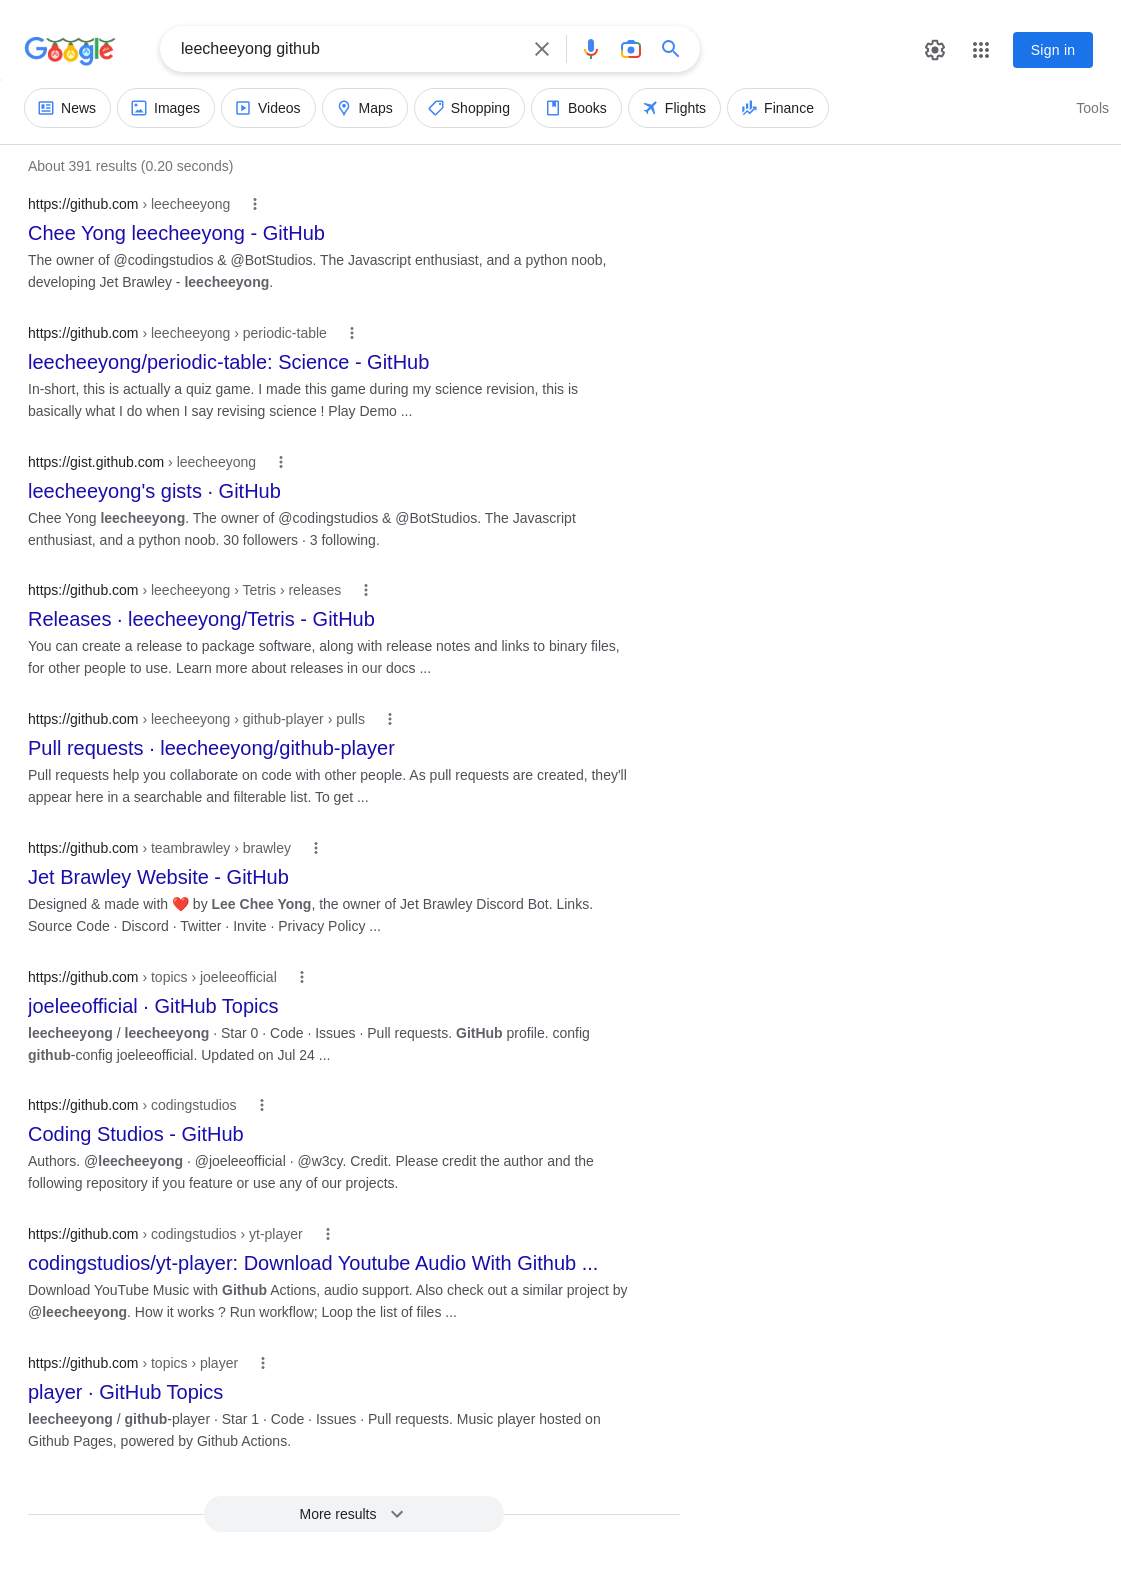 Google
leecheeyong github
Sign in
News
Images
Videos
Maps
Shopping
Books
Flights
Finance
Tools
About 391 results (0.20 seconds)
https://github.com › leecheeyong
Chee Yong leecheeyong - GitHub
The owner of @codingstudios & @BotStudios. The Javascript enthusiast, and a python noob,
developing Jet Brawley - leecheeyong.
https://github.com › leecheeyong › periodic-table
leecheeyong/periodic-table: Science - GitHub
In-short, this is actually a quiz game. I made this game during my science revision, this is
basically what I do when I say revising science ! Play Demo ...
https://gist.github.com › leecheeyong
leecheeyong's gists · GitHub
Chee Yong leecheeyong. The owner of @codingstudios & @BotStudios. The Javascript
enthusiast, and a python noob. 30 followers · 3 following.
https://github.com › leecheeyong › Tetris › releases
Releases · leecheeyong/Tetris - GitHub
You can create a release to package software, along with release notes and links to binary files,
for other people to use. Learn more about releases in our docs ...
https://github.com › leecheeyong › github-player › pulls
Pull requests · leecheeyong/github-player
Pull requests help you collaborate on code with other people. As pull requests are created, they'll
appear here in a searchable and filterable list. To get ...
https://github.com › teambrawley › brawley
Jet Brawley Website - GitHub
Designed & made with ❤️ by Lee Chee Yong, the owner of Jet Brawley Discord Bot. Links.
Source Code · Discord · Twitter · Invite · Privacy Policy ...
https://github.com › topics › joeleeofficial
joeleeofficial · GitHub Topics
leecheeyong / leecheeyong · Star 0 · Code · Issues · Pull requests. GitHub profile. config
github-config joeleeofficial. Updated on Jul 24 ...
https://github.com › codingstudios
Coding Studios - GitHub
Authors. @leecheeyong · @joeleeofficial · @w3cy. Credit. Please credit the author and the
following repository if you feature or use any of our projects.
https://github.com › codingstudios › yt-player
codingstudios/yt-player: Download Youtube Audio With Github ...
Download YouTube Music with Github Actions, audio support. Also check out a similar project by
@leecheeyong. How it works ? Run workflow; Loop the list of files ...
https://github.com › topics › player
player · GitHub Topics
leecheeyong / github-player · Star 1 · Code · Issues · Pull requests. Music player hosted on
Github Pages, powered by Github Actions.
More results